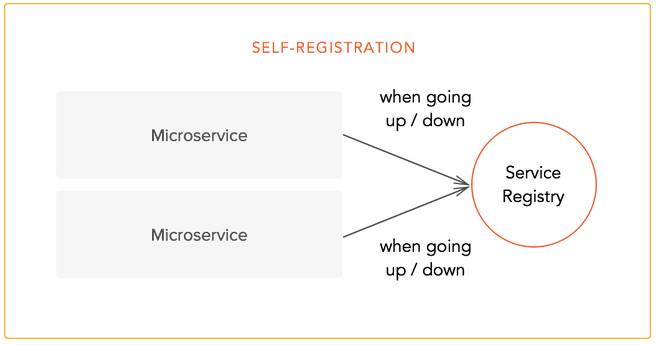 SELF-REGISTRATION
when going
up / down
Microservice
Service
Registry
Microservice
when going
up / down